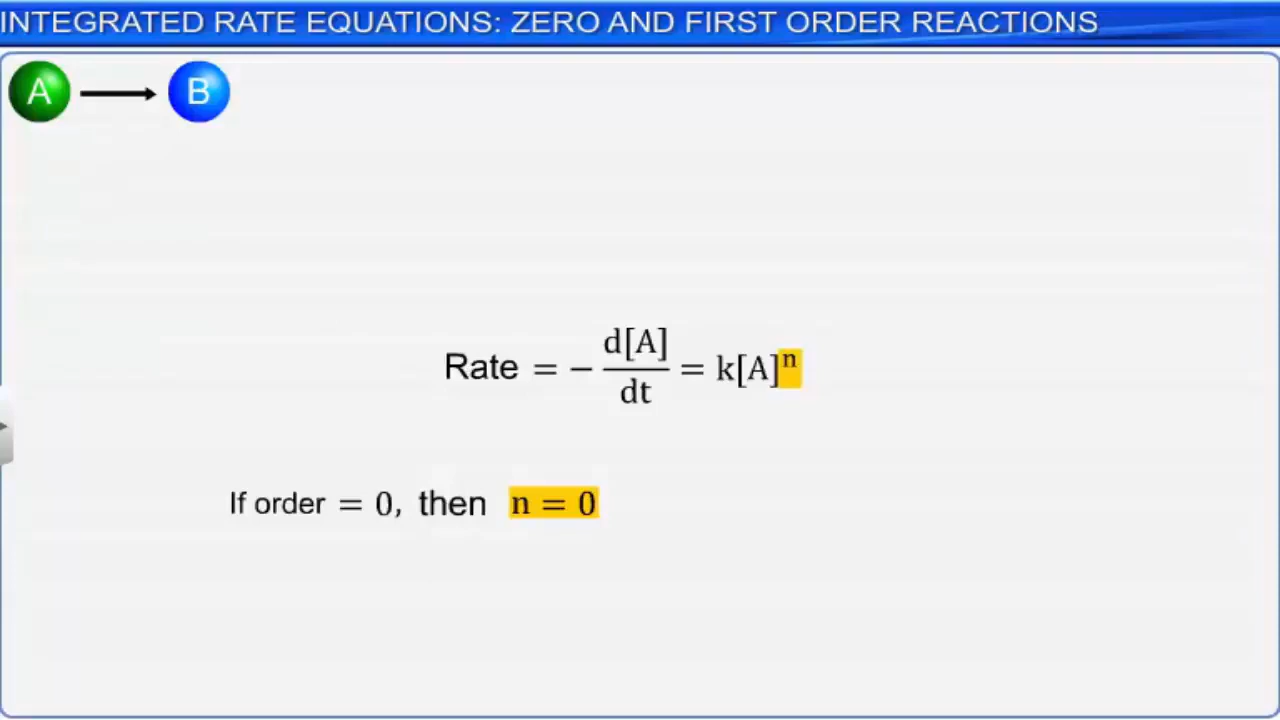 INTEGRATED RATE EQUATIONS: ZERO AND FIRST ORDER REACTIONS
A → B
Rate = − d[A]/dt = k[A]ⁿ
If order = 0, then n = 0